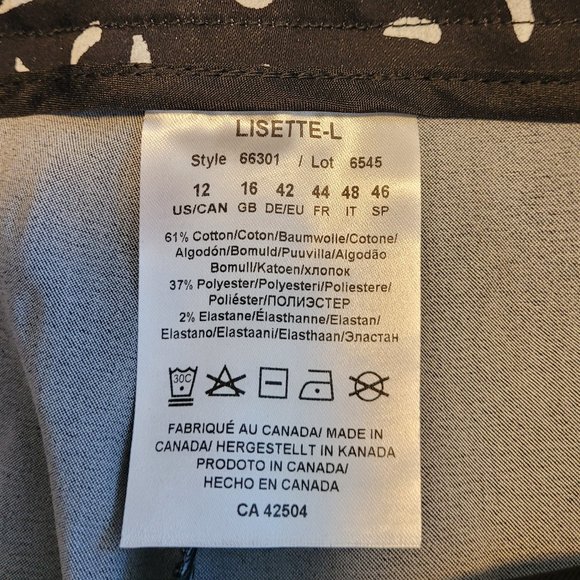 LISETTE-L
Style 66301 / Lot 6545
12 16 42 44 48 46
US/CAN GB DE/EU FR IT SP
61% Cotton/Coton/Baumwolle/Cotone/
Algodón/Bomuld/Puuvilla/Algodão
Bomull/Katoen/хлопок
37% Polyester/Polyesteri/Poliestere/
Poliéster/ПОЛИЭСТЕР
2% Elastane/Élasthanne/Elastan/
Elastano/Elastaani/Elasthaan/Эластан
30C
FABRIQUÉ AU CANADA/ MADE IN
CANADA/ HERGESTELLT IN KANADA
PRODOTO IN CANADA/
HECHO EN CANADA
CA 42504